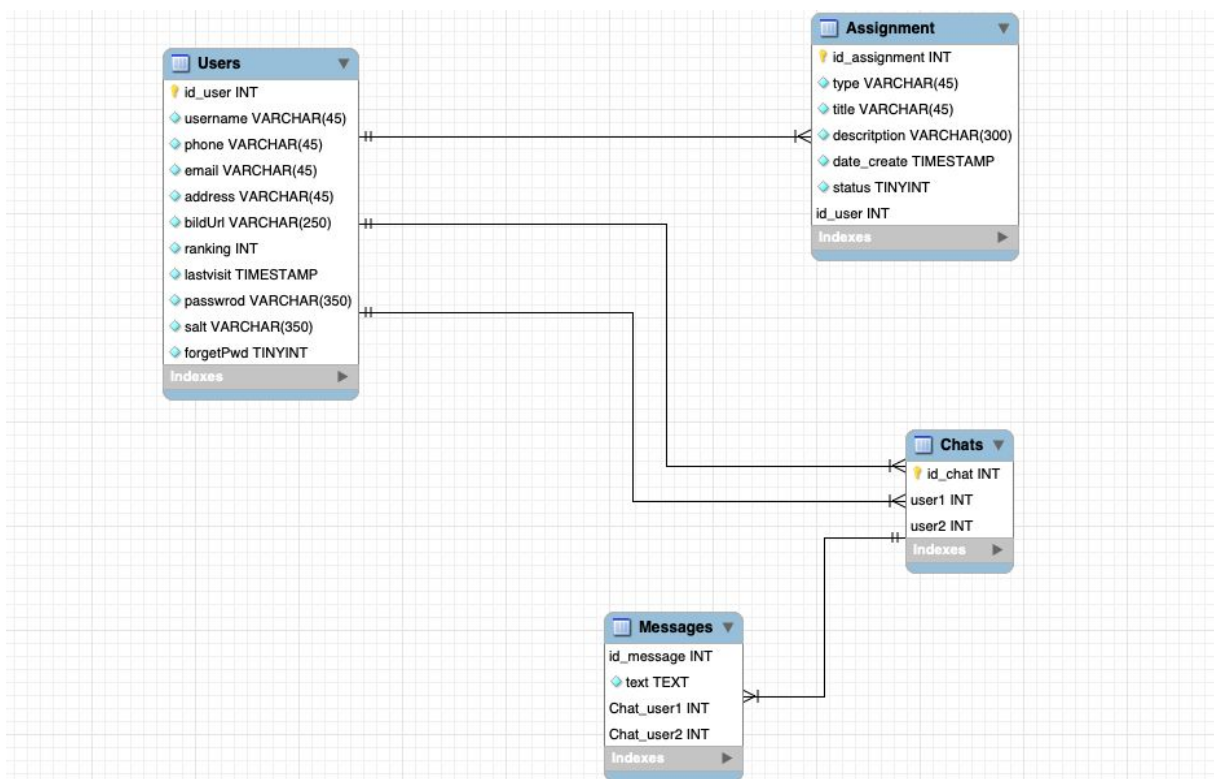 Users
id_user INT
username VARCHAR(45)
phone VARCHAR(45)
email VARCHAR(45)
address VARCHAR(45)
bildUrl VARCHAR(250)
ranking INT
lastvisit TIMESTAMP
passwrod VARCHAR(350)
salt VARCHAR(350)
forgetPwd TINYINT
Indexes
Assignment
id_assignment INT
type VARCHAR(45)
title VARCHAR(45)
descritption VARCHAR(300)
date_create TIMESTAMP
status TINYINT
id_user INT
Indexes
Chats
id_chat INT
user1 INT
user2 INT
Indexes
Messages
id_message INT
text TEXT
Chat_user1 INT
Chat_user2 INT
Indexes